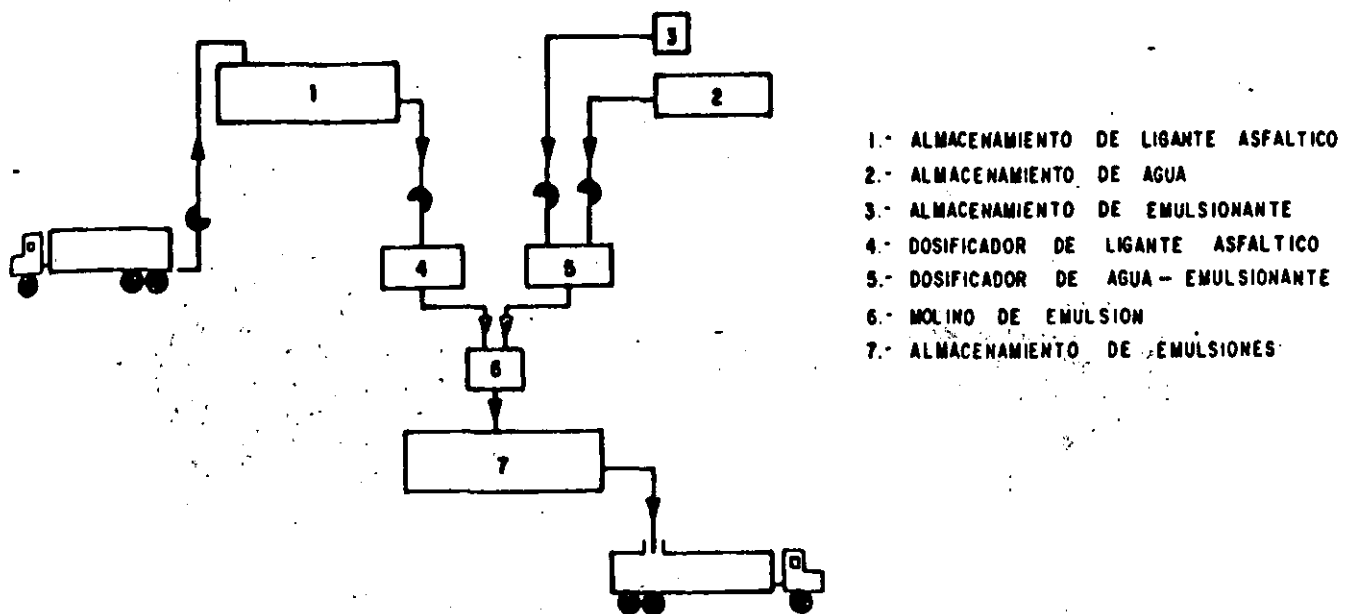 3
1
2
4
5
6
7
1.- ALMACENAMIENTO DE LIGANTE ASFALTICO
2.- ALMACENAMIENTO DE AGUA
3.- ALMACENAMIENTO DE EMULSIONANTE
4.- DOSIFICADOR DE LIGANTE ASFALTICO
5.- DOSIFICADOR DE AGUA - EMULSIONANTE
6.- MOLINO DE EMULSION
7.- ALMACENAMIENTO DE EMULSIONES